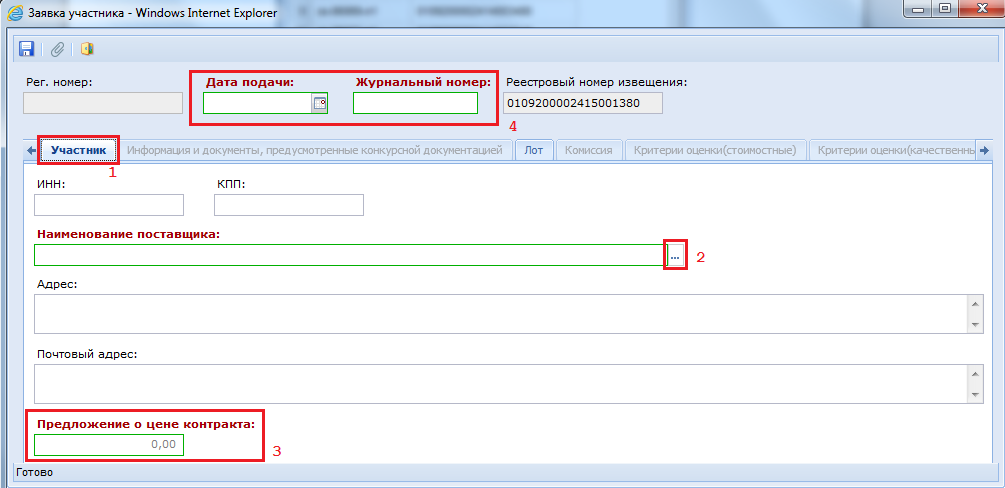 Заявка участника - Windows Internet Explorer
Рег. номер:
Дата подачи:
Журнальный номер:
Реестровый номер извещения:
0109200002415001380
4
Участник
Информация и документы, предусмотренные конкурсной документацией
Лот
Комиссия
Критерии оценки(стоимостные)
Критерии оценки(качественны
1
ИНН:
КПП:
Наименование поставщика:
...
2
Адрес:
Почтовый адрес:
Предложение о цене контракта:
0,00
3
Готово